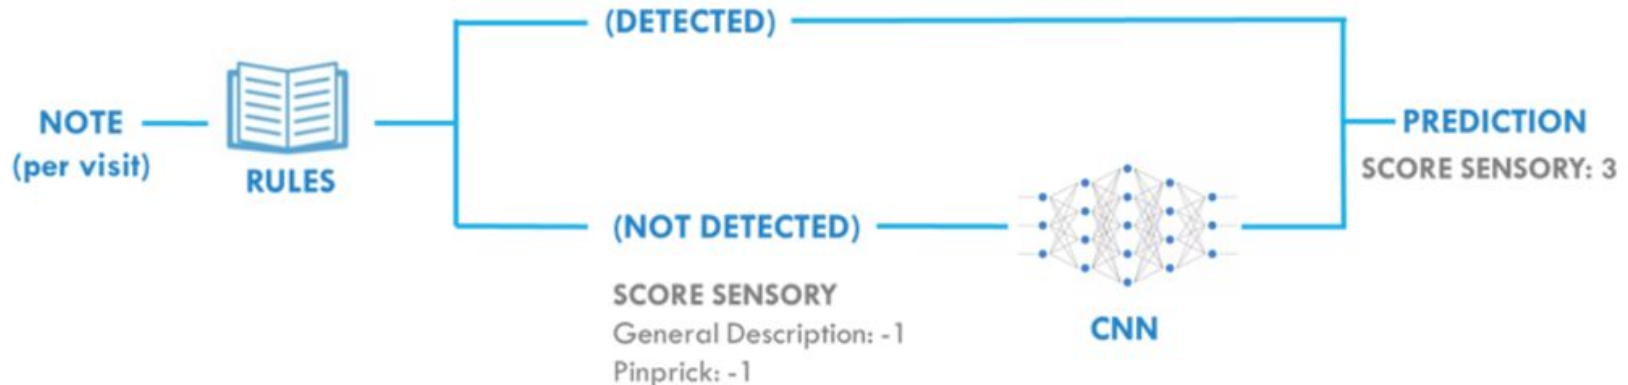 (DETECTED)
NOTE
(per visit)
RULES
PREDICTION
SCORE SENSORY: 3
(NOT DETECTED)
SCORE SENSORY
General Description: -1
Pinprick: -1
CNN